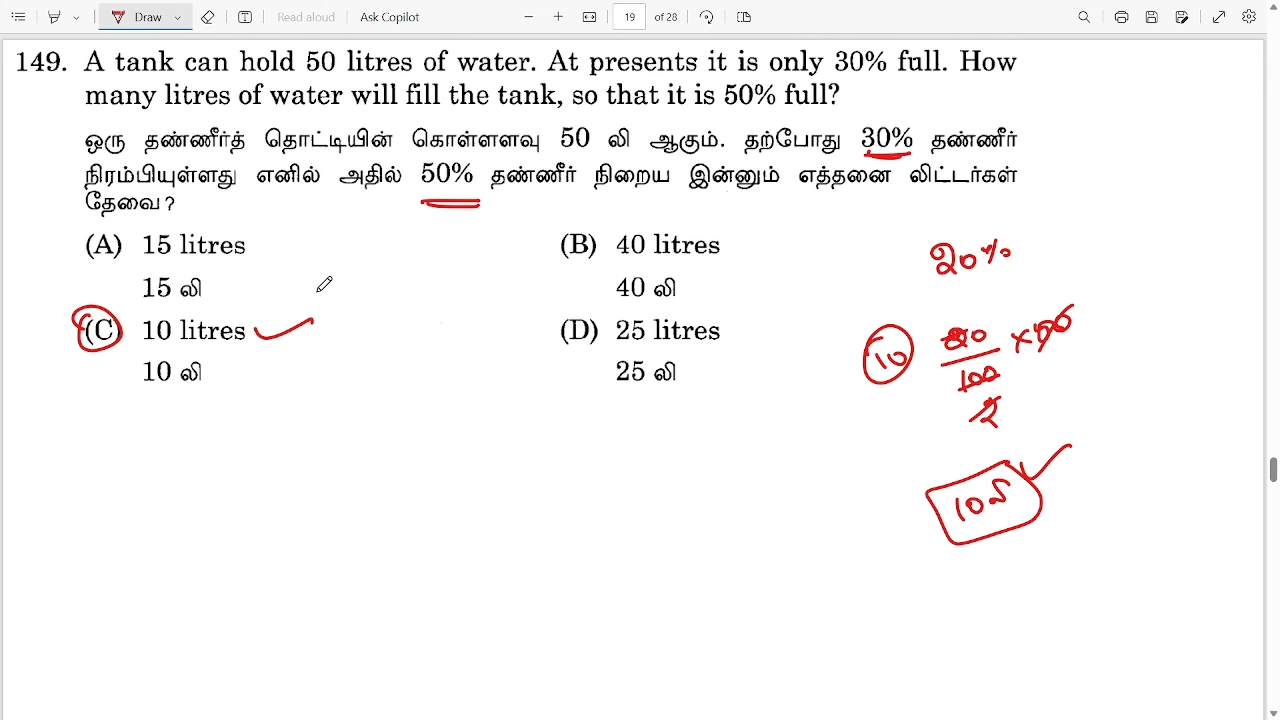 Draw
Read aloud
Ask Copilot
19 of 28
149. A tank can hold 50 litres of water. At presents it is only 30% full. How
many litres of water will fill the tank, so that it is 50% full?
ஒரு தண்ணீர்த் தொட்டியின் கொள்ளளவு 50 லி ஆகும். தற்போது 30% தண்ணீர்
நிரம்பியுள்ளது எனில் அதில் 50% தண்ணீர் நிறைய இன்னும் எத்தனை லிட்டர்கள்
தேவை?
(A) 15 litres
15 லி
(B) 40 litres
40 லி
(C) 10 litres
10 லி
(D) 25 litres
25 லி
20%
10
100
2
10 லி